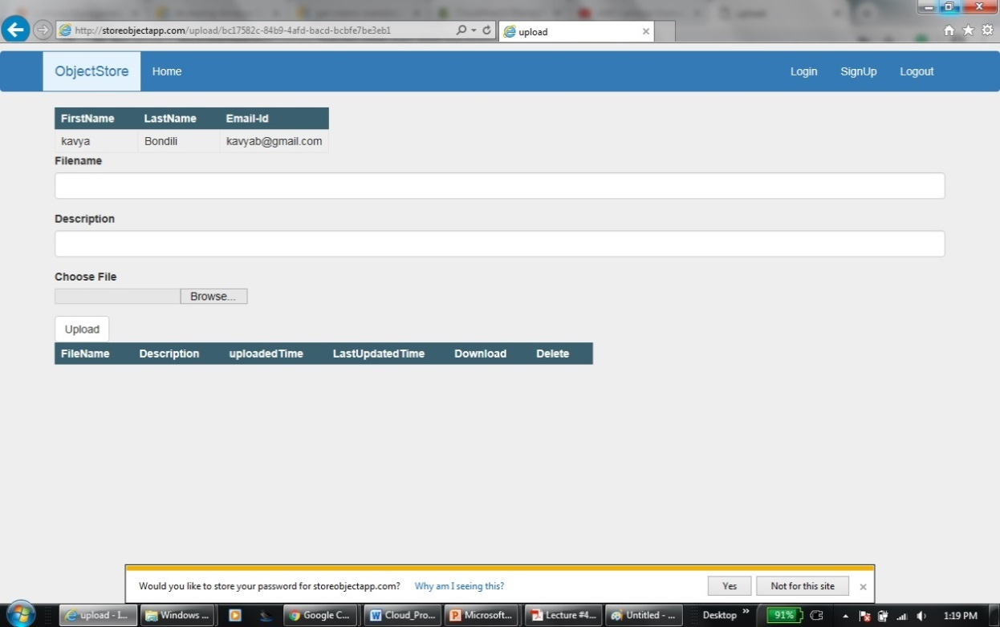 http://storeobjectapp.com/upload/bc17582c-84b9-4afd-bacd-bcbfe7be3eb1 upload
ObjectStore Home Login SignUp Logout
FirstName LastName Email-Id
kavya Bondili kavyab@gmail.com
Filename
Description
Choose File
Browse...
Upload
FileName Description uploadedTime LastUpdatedTime Download Delete
Would you like to store your password for storeobjectapp.com? Why am I seeing this? Yes Not for this site
upload - I... Windows ... Google C... Cloud_Pro... Microsoft... Lecture #4... Untitled - ... Desktop 91% 1:19 PM